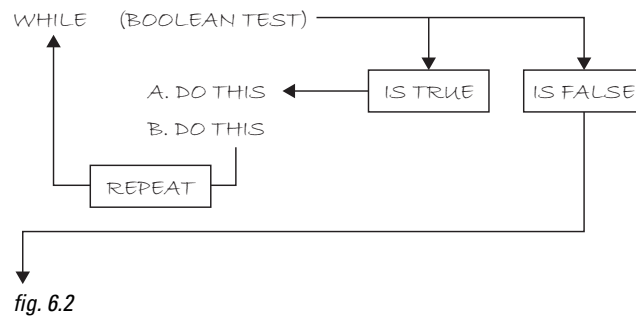 WHILE (BOOLEAN TEST)
A. DO THIS IS TRUE IS FALSE
B. DO THIS
REPEAT
fig. 6.2